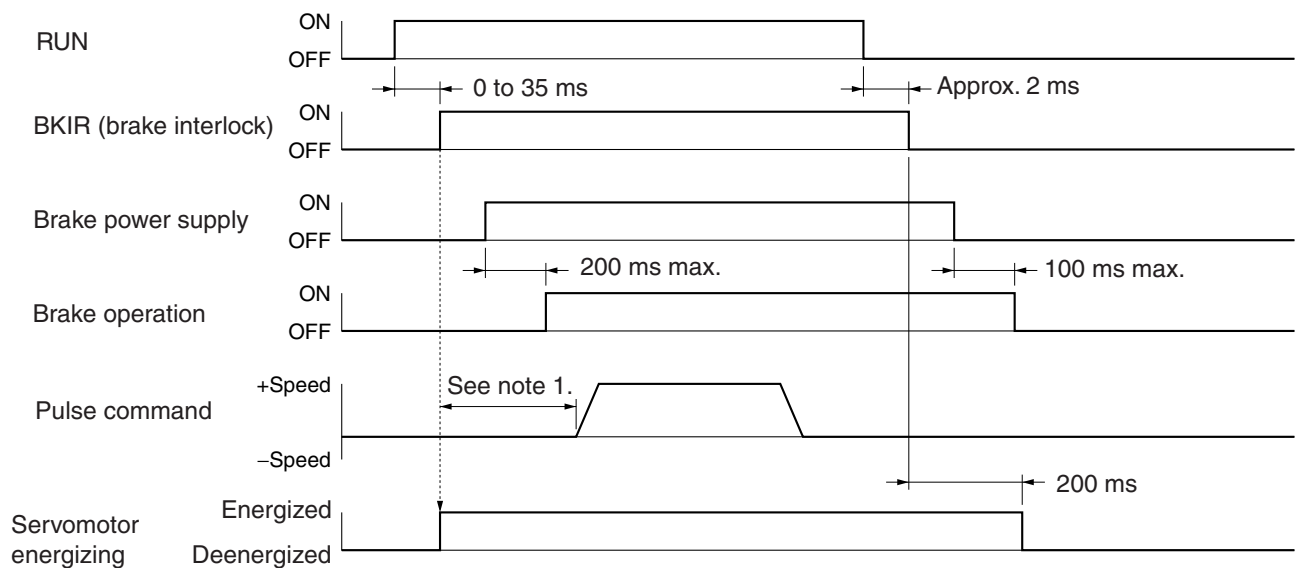 RUN
ON
OFF
0 to 35 ms
Approx. 2 ms
BKIR (brake interlock)
ON
OFF
Brake power supply
ON
OFF
200 ms max.
100 ms max.
Brake operation
ON
OFF
Pulse command
+Speed
See note 1.
−Speed
200 ms
Servomotor
energizing
Energized
Deenergized